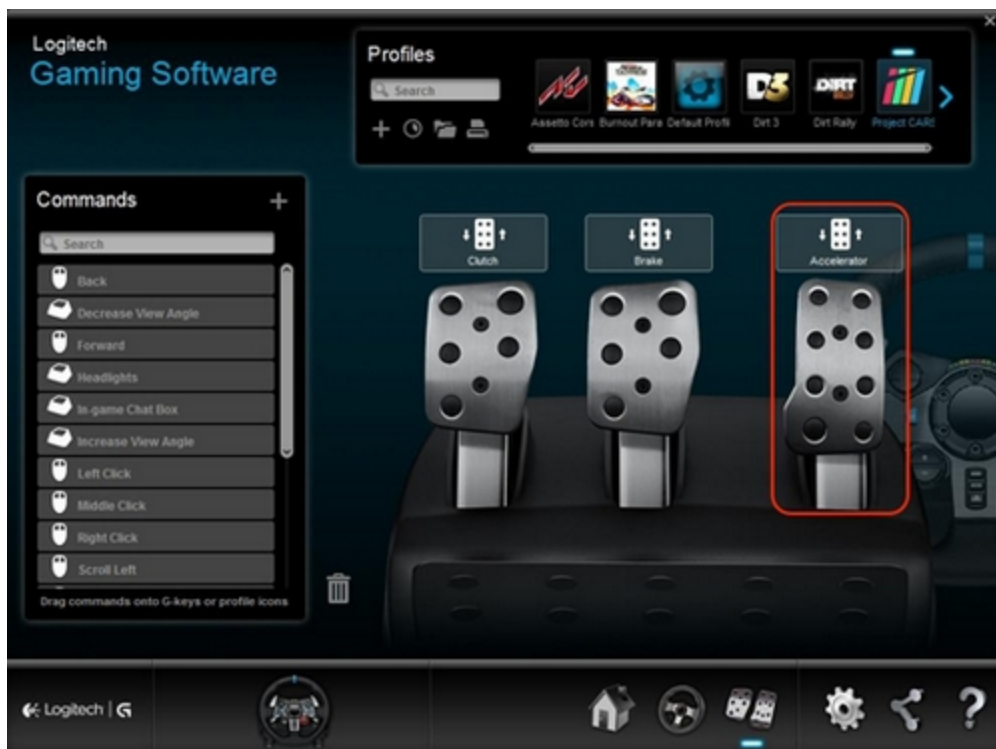 Logitech
Gaming Software
Profiles
Search
Assetto Cors
Burnout Para
Default Profil
Dirt 3
Dirt Rally
Project CARS
Commands
Search
Back
Decrease View Angle
Forward
Headlights
In-game Chat Box
Increase View Angle
Left Click
Middle Click
Right Click
Scroll Left
Drag commands onto G-keys or profile icons
Clutch
Brake
Accelerator
Logitech G